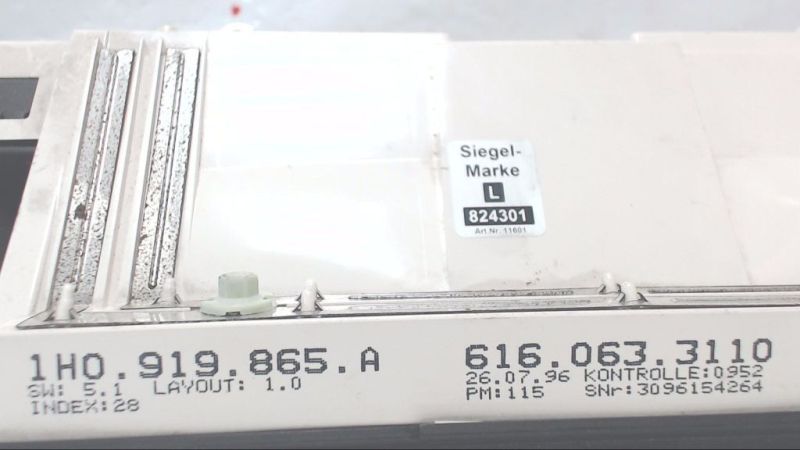 Siegel-
Marke
L
824301
Art.Nr. 11601
1H0.919.865.A
SW: 5.1 LAYOUT: 1.0
INDEX:28
616.063.3110
26.07.96 KONTROLLE:0952
PM:115 SNr:3096154264